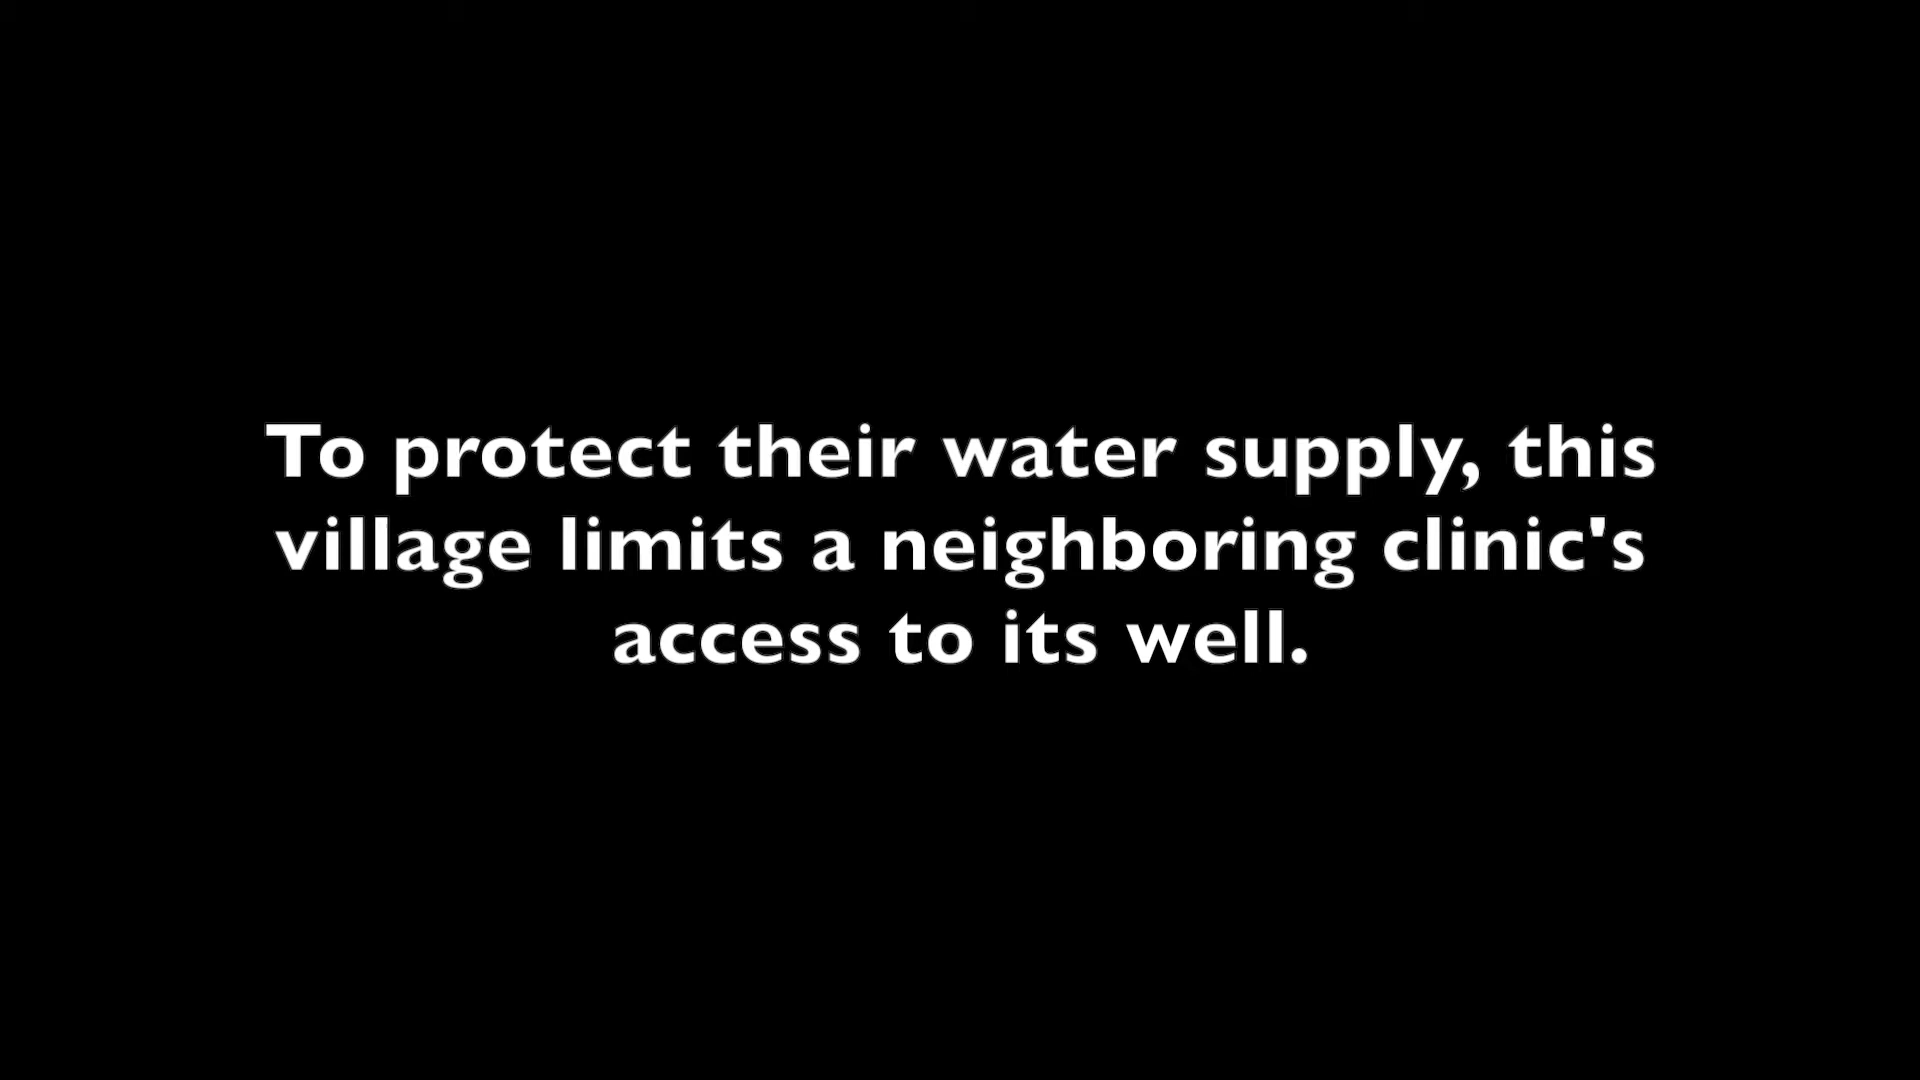 To protect their water supply, this
village limits a neighboring clinic's
access to its well.